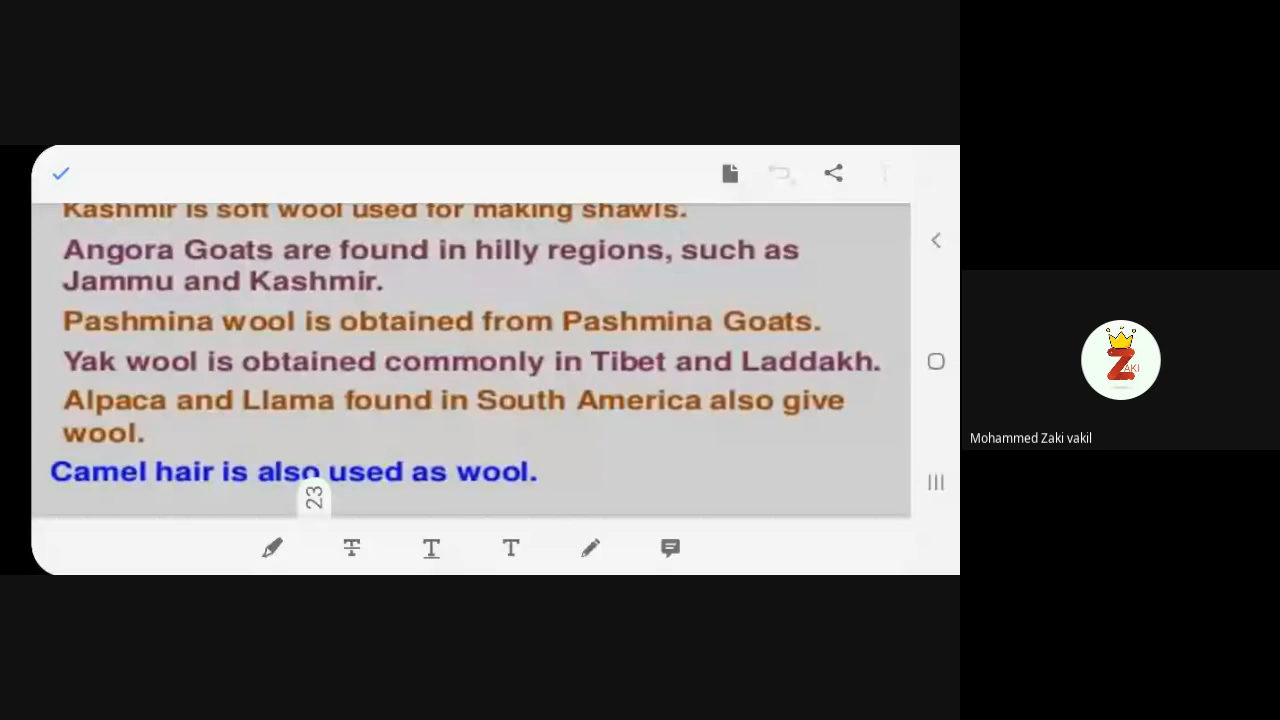 Kashmir is soft wool used for making shawls.
Angora Goats are found in hilly regions, such as
Jammu and Kashmir.
Pashmina wool is obtained from Pashmina Goats.
Yak wool is obtained commonly in Tibet and Laddakh.
Alpaca and Llama found in South America also give
wool.
Camel hair is also used as wool.
23
T T T
Z
AKI
Mohammed Zaki vakil